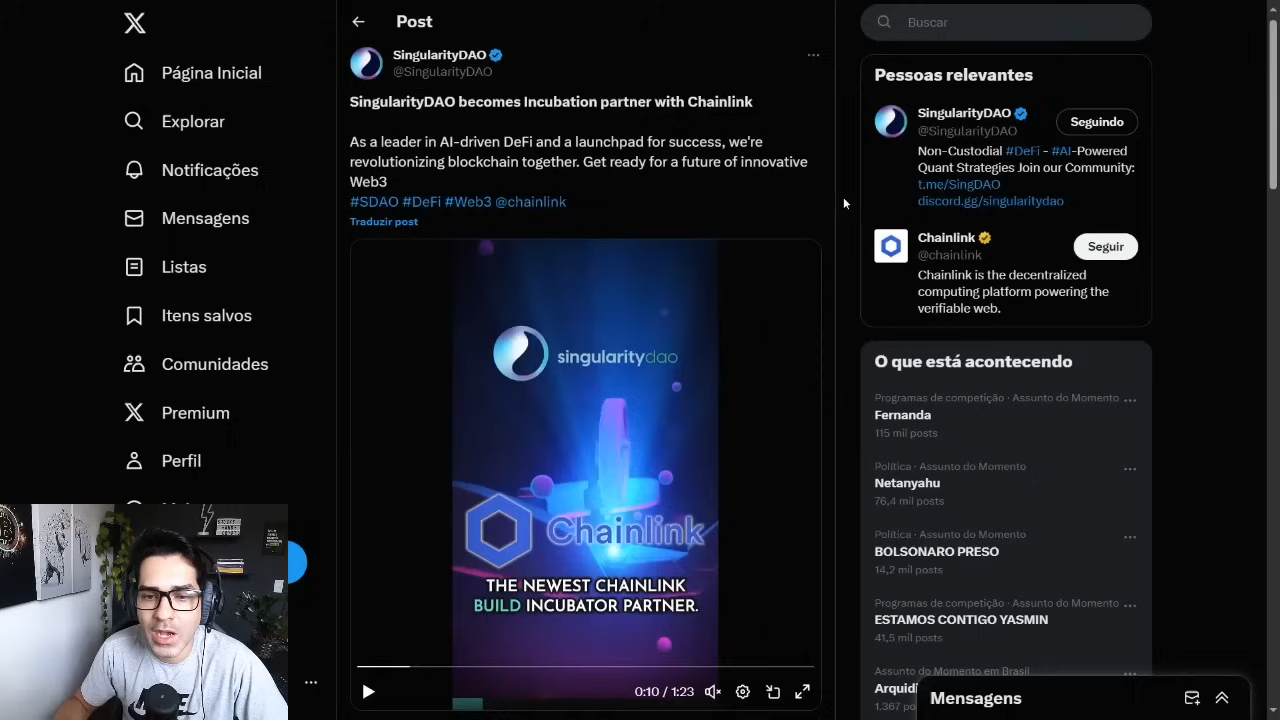 Post
SingularityDAO
@SingularityDAO
SingularityDAO becomes Incubation partner with Chainlink
As a leader in AI-driven DeFi and a launchpad for success, we're
revolutionizing blockchain together. Get ready for a future of innovative
Web3
#SDAO #DeFi #Web3 @chainlink
Traduzir post
singularitydao
Chainlink
THE NEWEST CHAINLINK
BUILD INCUBATOR PARTNER.
0:10 / 1:23
Página Inicial
Explorar
Notificações
Mensagens
Listas
Itens salvos
Comunidades
Premium
Perfil
Buscar
Pessoas relevantes
SingularityDAO
@SingularityDAO
Seguindo
Non-Custodial #DeFi - #AI-Powered
Quant Strategies Join our Community:
t.me/SingDAO
discord.gg/singularitydao
Chainlink
@chainlink
Seguir
Chainlink is the decentralized
computing platform powering the
verifiable web.
O que está acontecendo
Programas de competição · Assunto do Momento
Fernanda
115 mil posts
Política · Assunto do Momento
Netanyahu
76,4 mil posts
Política · Assunto do Momento
BOLSONARO PRESO
14,2 mil posts
Programas de competição · Assunto do Momento
ESTAMOS CONTIGO YASMIN
41,5 mil posts
Assunto do Momento em Brasil
1.367
Mensagens